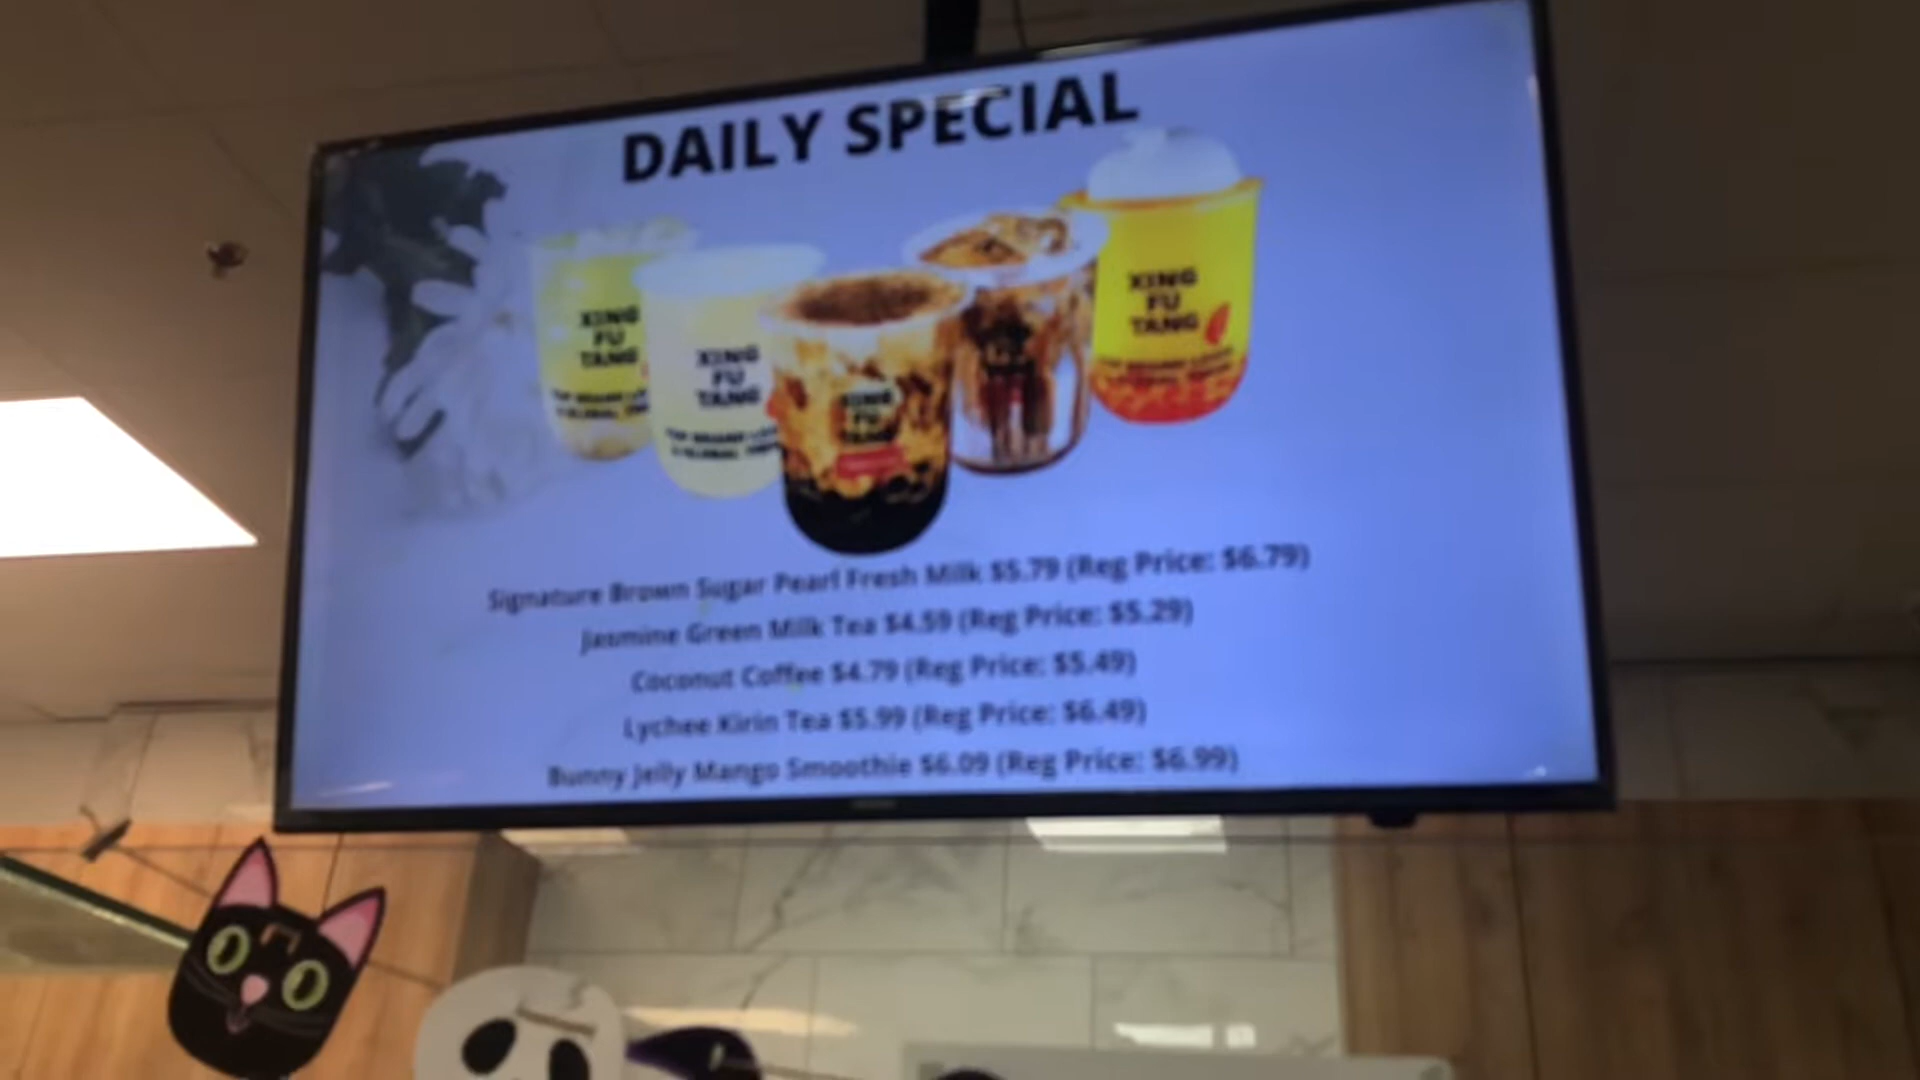 DAILY SPECIAL
XING
FU
TANG
XING
FU
TANG
XING
FU
TANG
XING
FU
TANG
Signature Brown Sugar Pearl Fresh Milk $5.79 (Reg Price: $6.79)
Jasmine Green Milk Tea $4.59 (Reg Price: $5.29)
Coconut Coffee $4.79 (Reg Price: $5.49)
Lychee Kirin Tea $5.99 (Reg Price: $6.49)
Bunny Jelly Mango Smoothie $6.09 (Reg Price: $6.99)